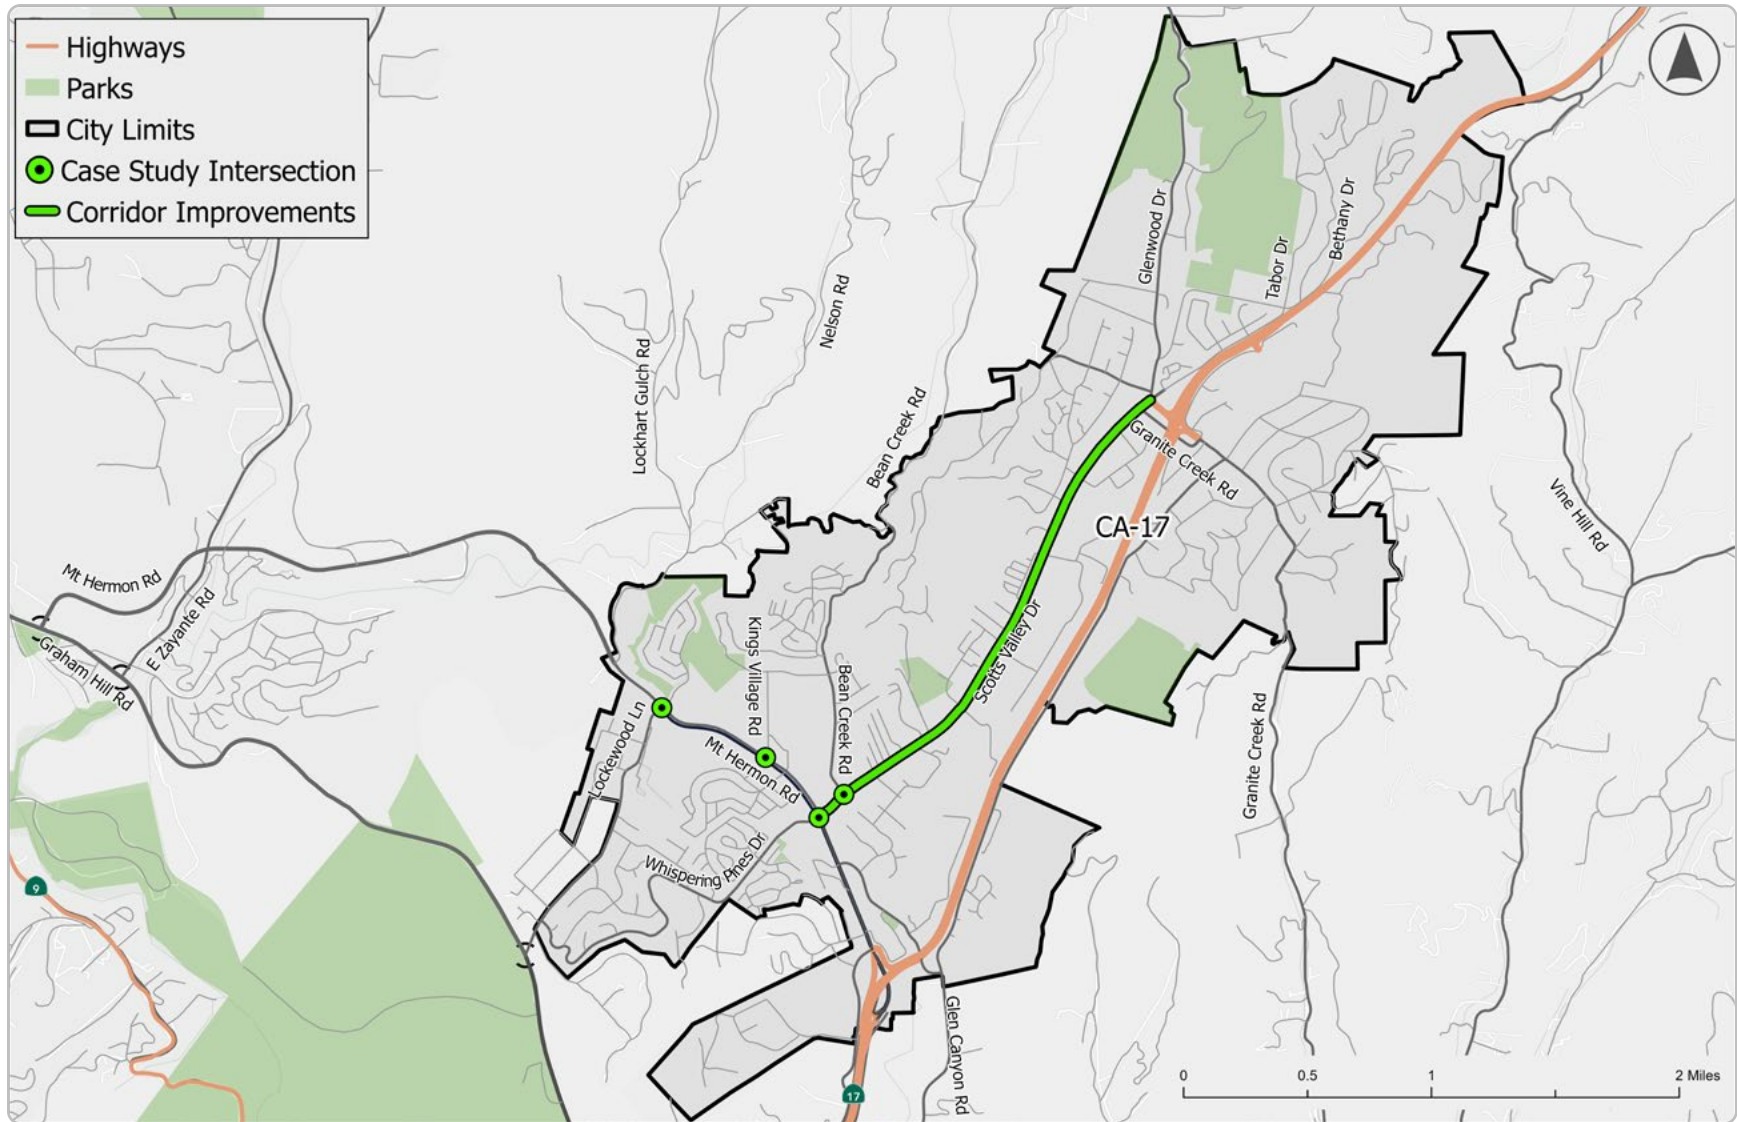 Highways
Parks
City Limits
Case Study Intersection
Corridor Improvements
Glenwood Dr
Bethany Dr
Tabor Dr
Nelson Rd
Lockhart Gulch Rd
Bean Creek Rd
Granite Creek Rd
CA-17
Vine Hill Rd
Mt Hermon Rd
E Zayante Rd
Graham Hill Rd
Kings Village Rd
Bean Creek Rd
Scotts Valley Dr
Lockewood Ln
Mt Hermon Rd
Granite Creek Rd
Whispering Pines Dr
9
Glen Canyon Rd
17
0 0.5 1 2 Miles